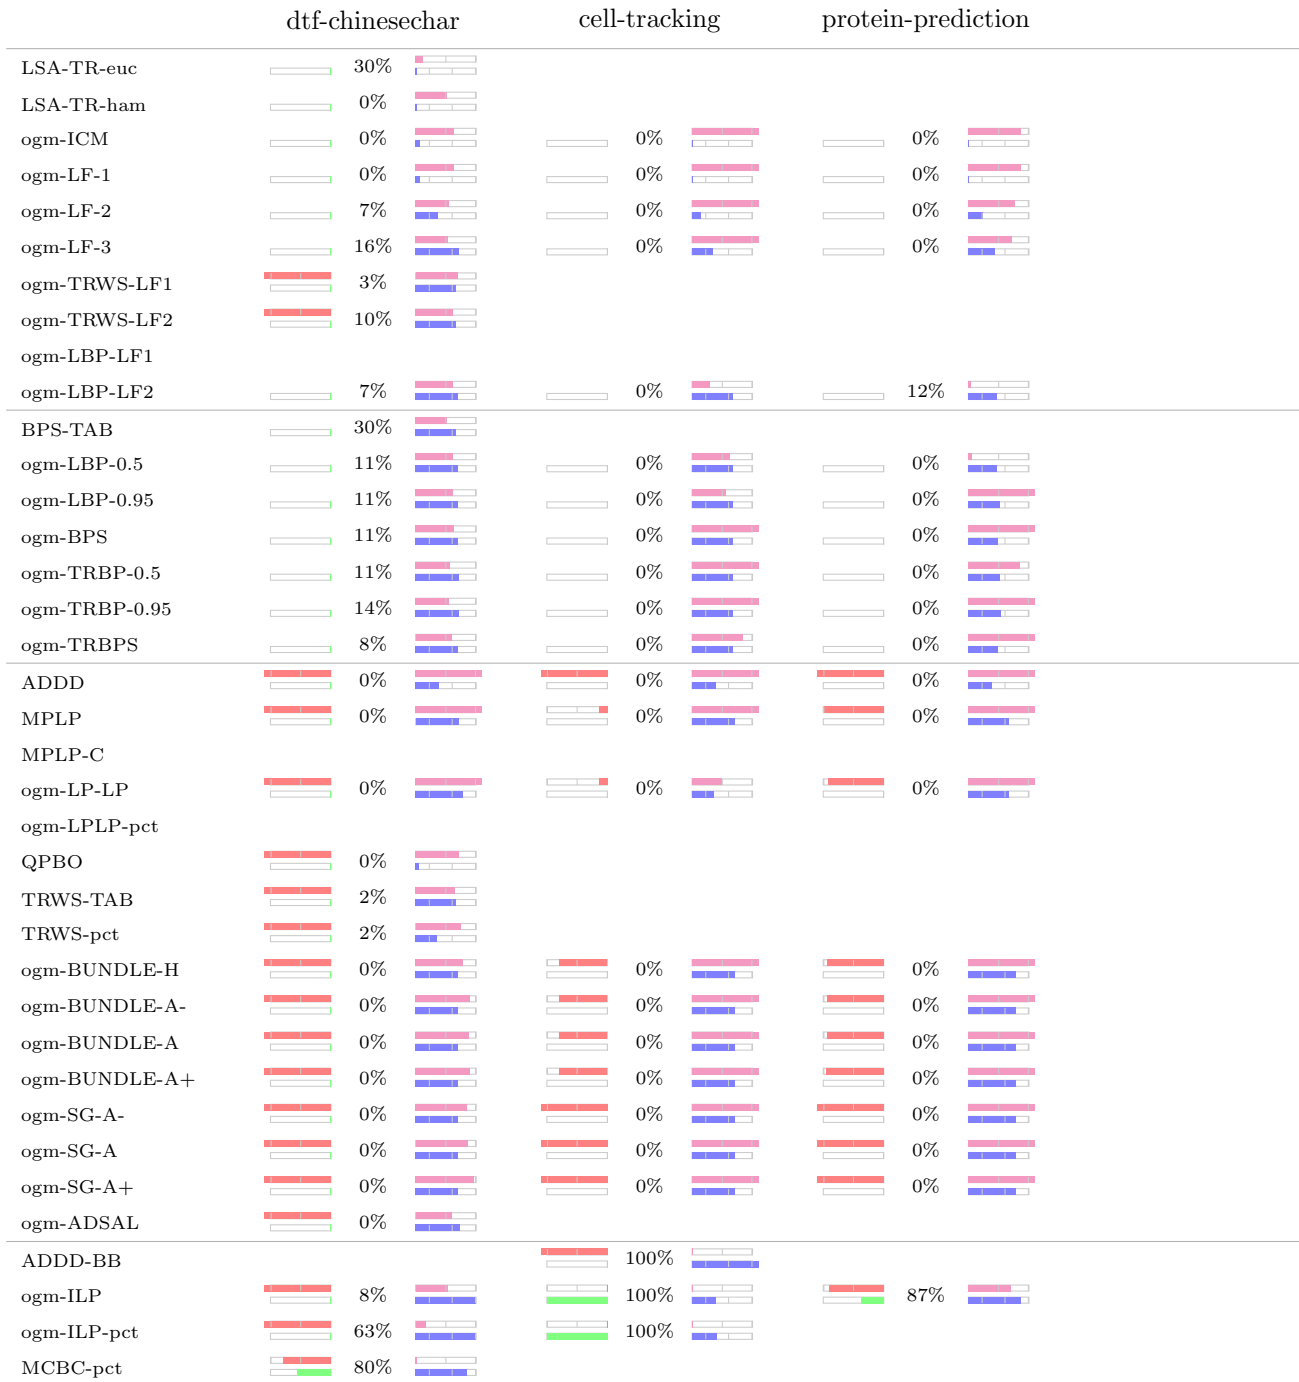 dtf-chinesechar cell-tracking protein-prediction
LSA-TR-euc 30%
LSA-TR-ham 0%
ogm-ICM 0% 0% 0%
ogm-LF-1 0% 0% 0%
ogm-LF-2 7% 0% 0%
ogm-LF-3 16% 0% 0%
ogm-TRWS-LF1 3%
ogm-TRWS-LF2 10%
ogm-LBP-LF1
ogm-LBP-LF2 7% 0% 12%
BPS-TAB 30%
ogm-LBP-0.5 11% 0% 0%
ogm-LBP-0.95 11% 0% 0%
ogm-BPS 11% 0% 0%
ogm-TRBP-0.5 11% 0% 0%
ogm-TRBP-0.95 14% 0% 0%
ogm-TRBPS 8% 0% 0%
ADDD 0% 0% 0%
MPLP 0% 0% 0%
MPLP-C
ogm-LP-LP 0% 0% 0%
ogm-LPLP-pct
QPBO 0%
TRWS-TAB 2%
TRWS-pct 2%
ogm-BUNDLE-H 0% 0% 0%
ogm-BUNDLE-A- 0% 0% 0%
ogm-BUNDLE-A 0% 0% 0%
ogm-BUNDLE-A+ 0% 0% 0%
ogm-SG-A- 0% 0% 0%
ogm-SG-A 0% 0% 0%
ogm-SG-A+ 0% 0% 0%
ogm-ADSAL 0%
ADDD-BB 100%
ogm-ILP 8% 100% 87%
ogm-ILP-pct 63% 100%
MCBC-pct 80%